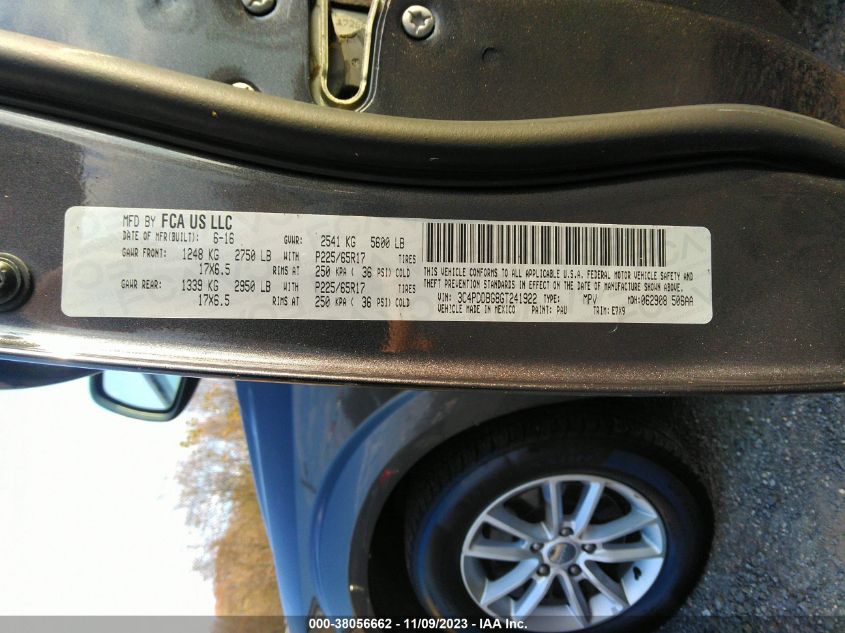 MFD BY FCA US LLC
DATE OF MFR(BUILT): 6-16 GVWR: 2541 KG 5600 LB
GAWR FRONT: 1248 KG 2750 LB WITH P225/65R17 TIRES
17X6.5 RIMS AT 250 KPA ( 36 PSI) COLD
GAWR REAR: 1339 KG 2950 LB WITH P225/65R17 TIRES
17X6.5 RIMS AT 250 KPA ( 36 PSI) COLD
THIS VEHICLE CONFORMS TO ALL APPLICABLE U.S.A. FEDERAL MOTOR VEHICLE SAFETY AND
THEFT PREVENTION STANDARDS IN EFFECT ON THE DATE OF MANUFACTURE SHOWN ABOVE.
VIN: 3C4PDDBG8GT241922 TYPE: MPV MDH: 062908 506AA
VEHICLE MADE IN MEXICO PAINT: PAU TRIM: E7X9
000-38056662 - 11/09/2023 - IAA Inc.